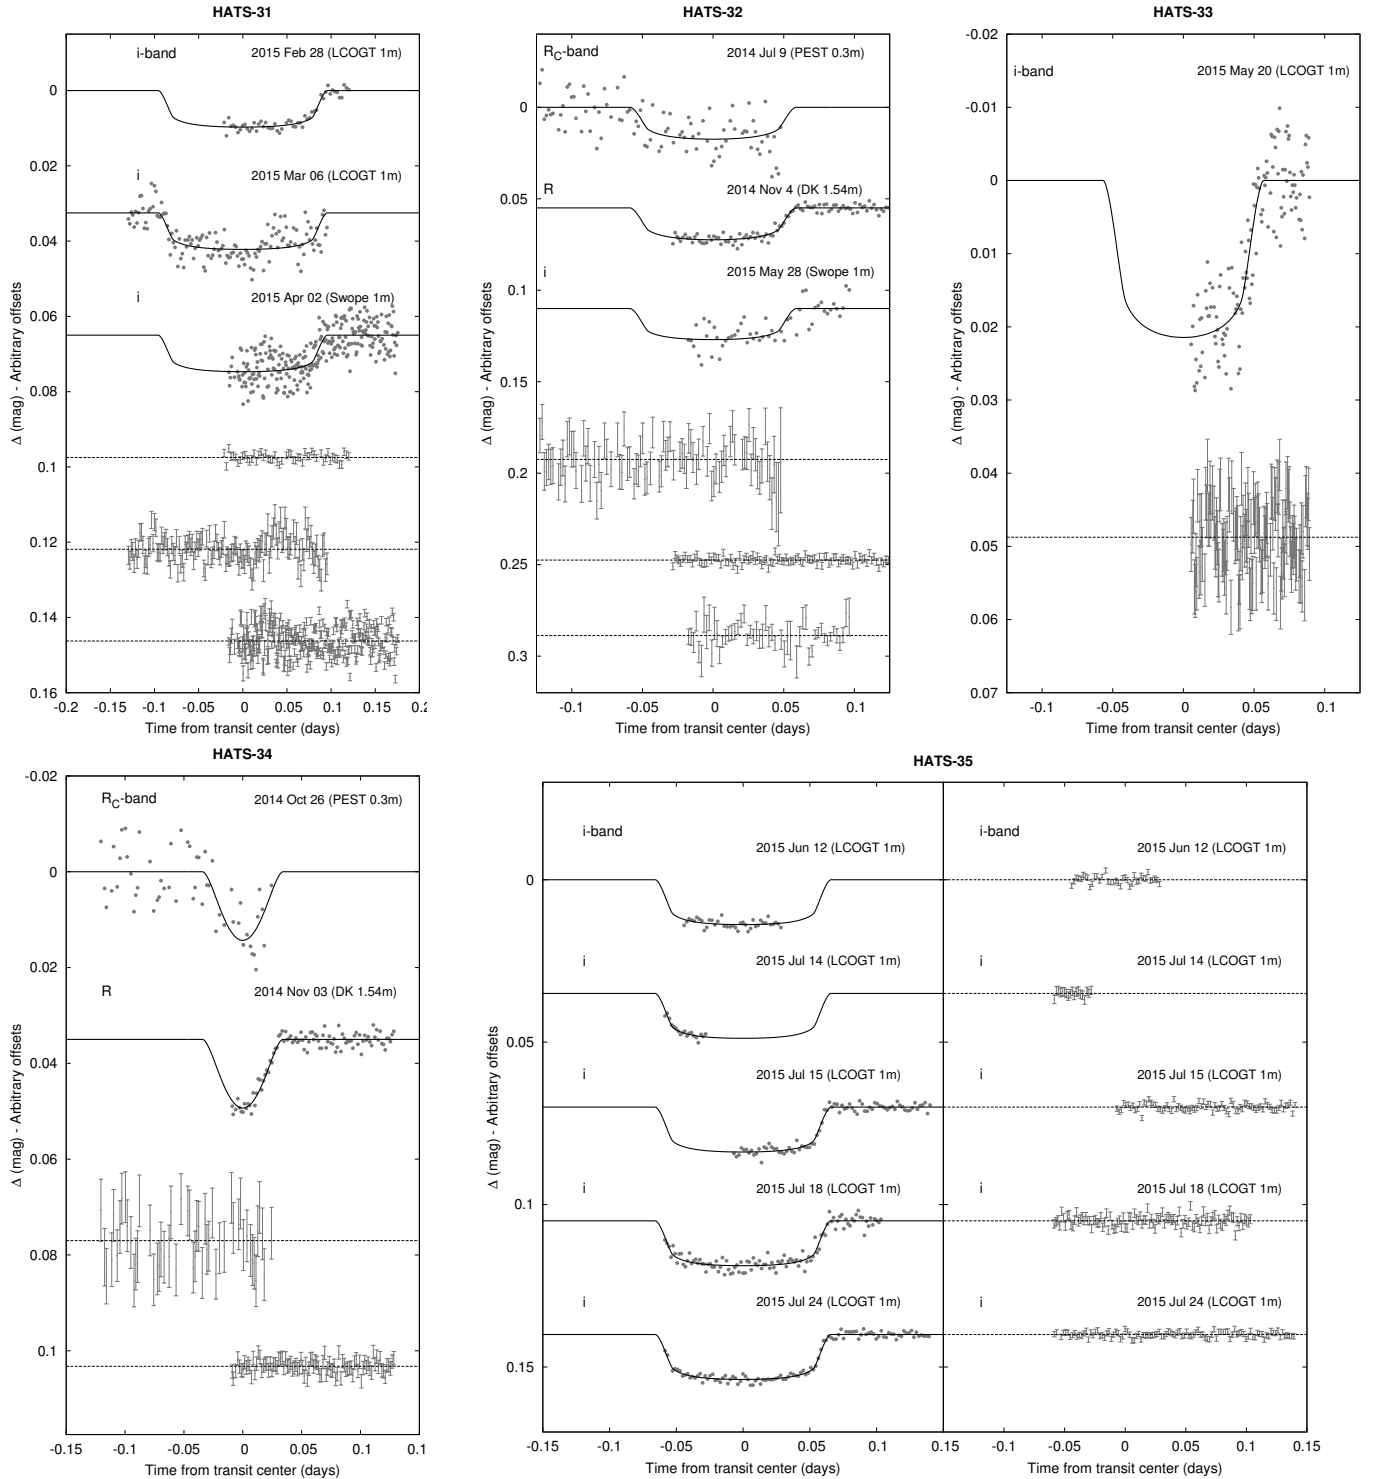 HATS-31
i-band 2015 Feb 28 (LCOGT 1m)
i 2015 Mar 06 (LCOGT 1m)
i 2015 Apr 02 (Swope 1m)
0
0.02
0.04
0.06
0.08
0.1
0.12
0.14
0.16
Δ (mag) - Arbitrary offsets
-0.2 -0.15 -0.1 -0.05 0 0.05 0.1 0.15 0.2
Time from transit center (days)
HATS-32
RC-band 2014 Jul 9 (PEST 0.3m)
R 2014 Nov 4 (DK 1.54m)
i 2015 May 28 (Swope 1m)
0
0.05
0.1
0.15
0.2
0.25
0.3
Δ (mag) - Arbitrary offsets
-0.1 -0.05 0 0.05 0.1
Time from transit center (days)
HATS-33
i-band 2015 May 20 (LCOGT 1m)
-0.02
-0.01
0
0.01
0.02
0.03
0.04
0.05
0.06
0.07
Δ (mag) - Arbitrary offsets
-0.1 -0.05 0 0.05 0.1
Time from transit center (days)
HATS-34
RC-band 2014 Oct 26 (PEST 0.3m)
R 2014 Nov 03 (DK 1.54m)
-0.02
0
0.02
0.04
0.06
0.08
0.1
Δ (mag) - Arbitrary offsets
-0.15 -0.1 -0.05 0 0.05 0.1 0.1
Time from transit center (days)
HATS-35
i-band 2015 Jun 12 (LCOGT 1m)
i 2015 Jul 14 (LCOGT 1m)
i 2015 Jul 15 (LCOGT 1m)
i 2015 Jul 18 (LCOGT 1m)
i 2015 Jul 24 (LCOGT 1m)
0
0.05
0.1
0.15
Δ (mag) - Arbitrary offsets
-0.15 -0.1 -0.05 0 0.05 0.1 0.15
Time from transit center (days)
i-band 2015 Jun 12 (LCOGT 1m)
i 2015 Jul 14 (LCOGT 1m)
i 2015 Jul 15 (LCOGT 1m)
i 2015 Jul 18 (LCOGT 1m)
i 2015 Jul 24 (LCOGT 1m)
-0.1 -0.05 0 0.05 0.1 0.15
Time from transit center (days)